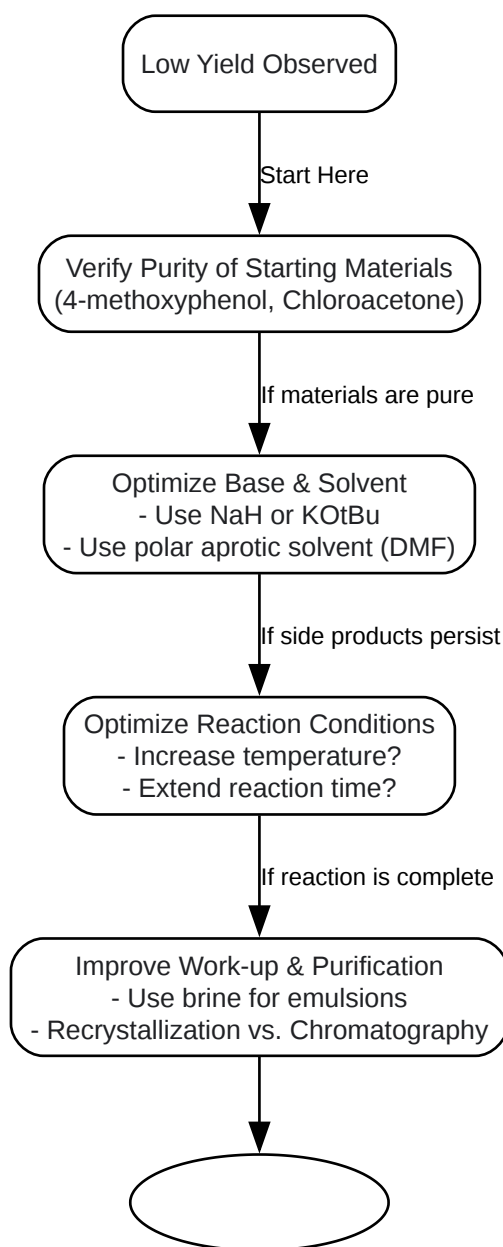 Low Yield Observed
Start Here
Verify Purity of Starting Materials
(4-methoxyphenol, Chloroacetone)
If materials are pure
Optimize Base & Solvent
- Use NaH or KOtBu
- Use polar aprotic solvent (DMF)
If side products persist
Optimize Reaction Conditions
- Increase temperature?
- Extend reaction time?
If reaction is complete
Improve Work-up & Purification
- Use brine for emulsions
- Recrystallization vs. Chromatography